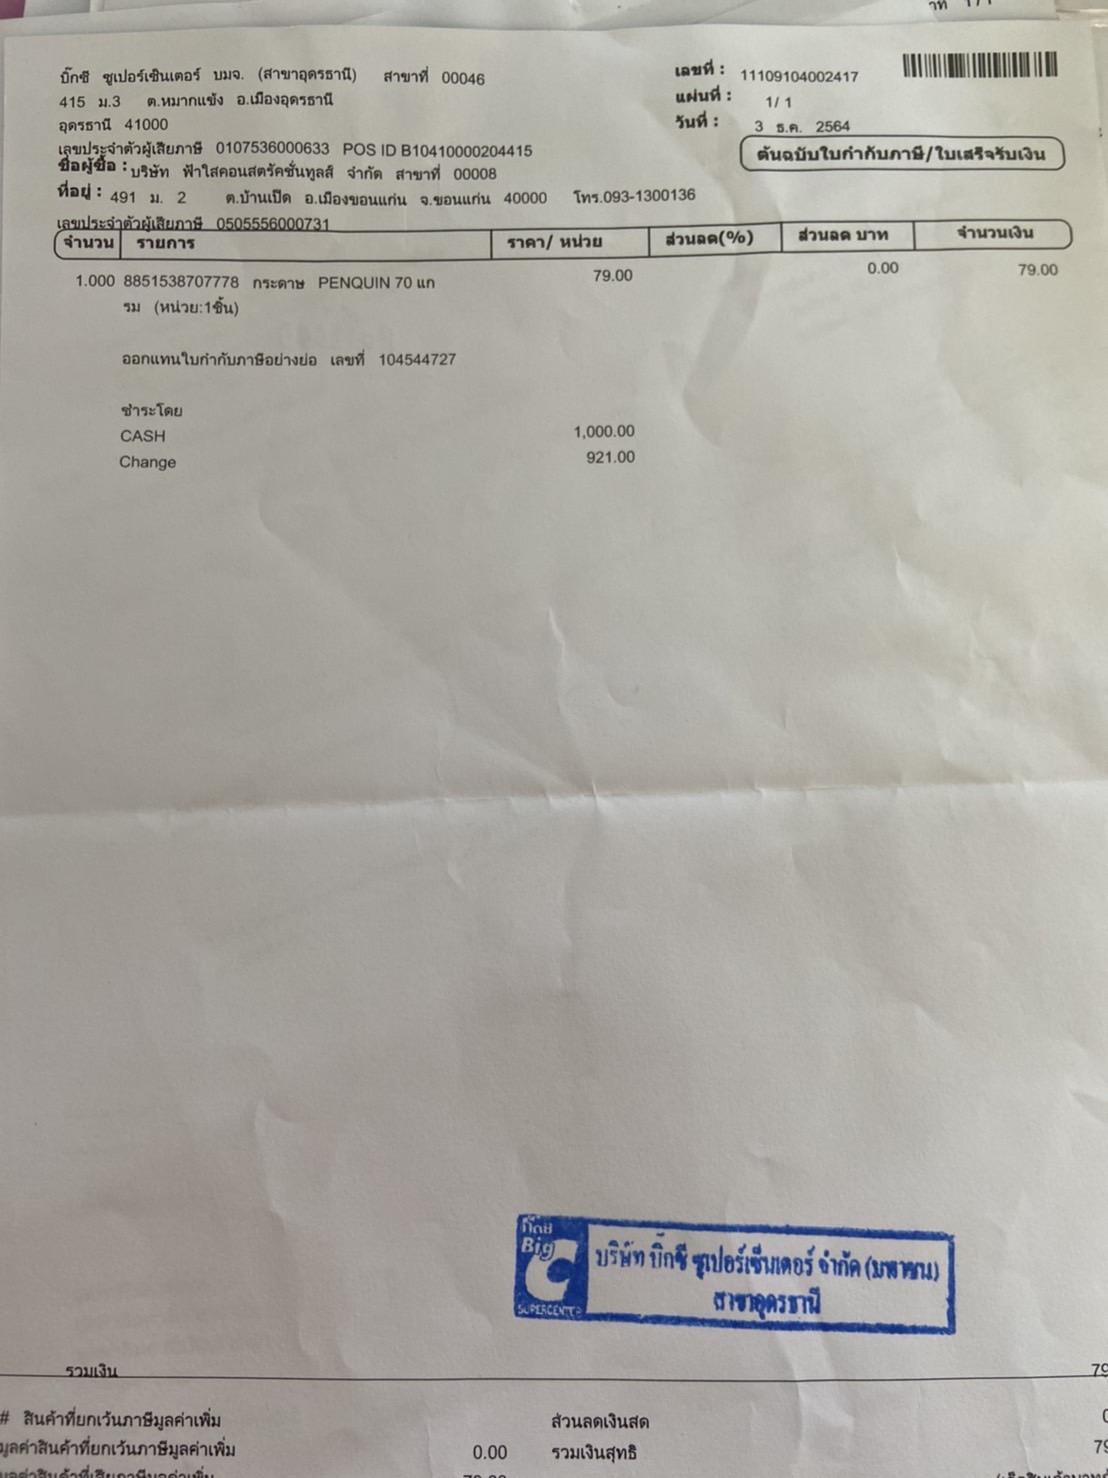 บิ๊กซี ซูเปอร์เซ็นเตอร์ บมจ. (สาขาอุดรธานี) สาขาที่ 00046
415 ม.3 ต.หมากแข้ง อ.เมืองอุดรธานี
อุดรธานี 41000
เลขประจำตัวผู้เสียภาษี 0107536000633 POS ID B10410000204415
เลขที่ : 11109104002417
แผ่นที่ : 1/ 1
วันที่ : 3 ธ.ค. 2564
ต้นฉบับใบกำกับภาษี/ใบเสร็จรับเงิน
ชื่อผู้ซื้อ : บริษัท ฟ้าใสคอนสตรัคชั่นทูลส์ จำกัด สาขาที่ 00008
ที่อยู่ : 491 ม. 2 ต.บ้านเป็ด อ.เมืองขอนแก่น จ.ขอนแก่น 40000 โทร.093-1300136
เลขประจำตัวผู้เสียภาษี 0505556000731
จำนวน รายการ ราคา/ หน่วย ส่วนลด(%) ส่วนลด บาท จำนวนเงิน
1.000 8851538707778 กระดาษ PENQUIN 70 แก 79.00 0.00 79.00
รม (หน่วย:1ชิ้น)
ออกแทนใบกำกับภาษีอย่างย่อ เลขที่ 104544727
ชำระโดย
CASH 1,000.00
Change 921.00
บิ๊กซี
Big C
SUPERCENTER
บริษัท บิ๊กซี ซูเปอร์เซ็นเตอร์ จำกัด (มหาชน)
สาขาอุดรธานี
รวมเงิน 79
# สินค้าที่ยกเว้นภาษีมูลค่าเพิ่ม ส่วนลดเงินสด 0
มูลค่าสินค้าที่ยกเว้นภาษีมูลค่าเพิ่ม 0.00 รวมเงินสุทธิ 79